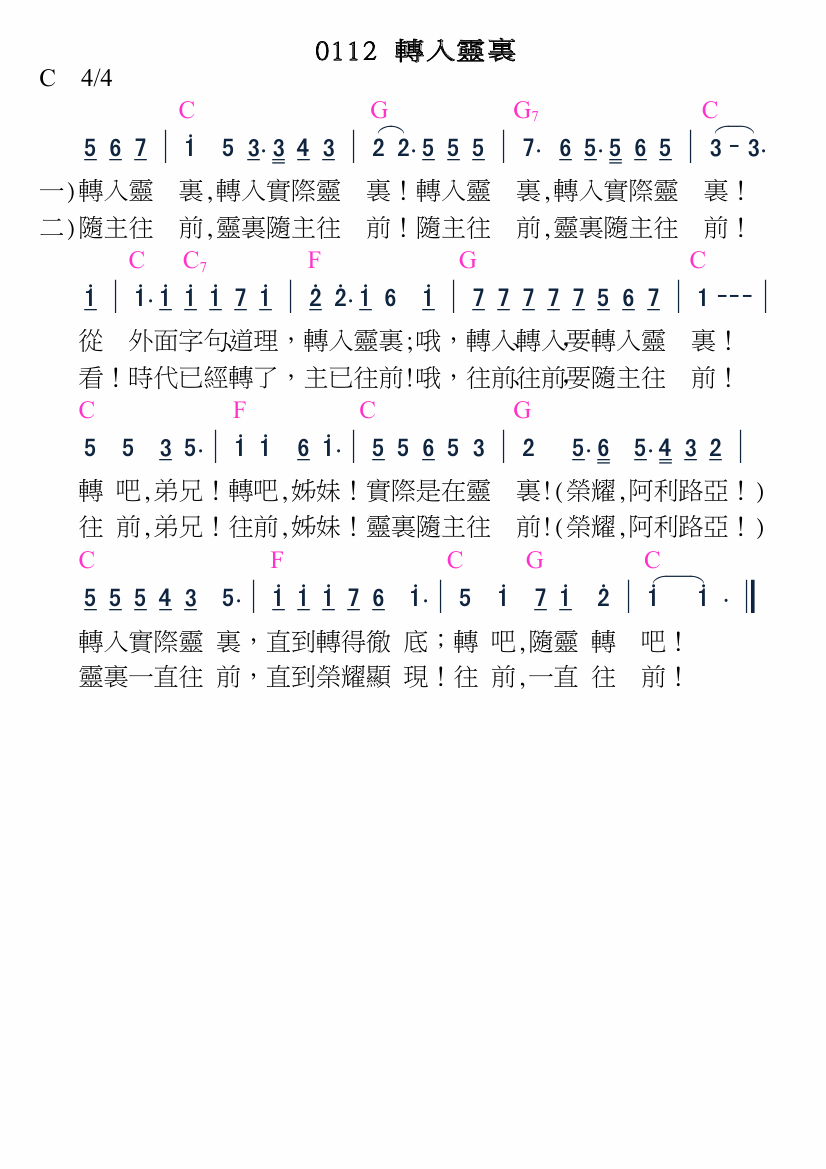 0112 轉入靈裏
C 4/4
C G G7 C
5 6 7 | 1 5 3. 3 4 3 | 2 2. 5 5 5 | 7. 6 5. 5 6 5 | 3 - 3.
一)轉入靈 裏,轉入實際靈 裏!轉入靈 裏,轉入實際靈 裏!
二)隨主往 前,靈裏隨主往 前!隨主往 前,靈裏隨主往 前!
C C7 F G C
1 | 1. 1 1 1 7 1 | 2 2. 1 6 1 | 7 7 7 7 7 5 6 7 | 1 --- |
從 外面字句道理,轉入靈裏;哦,轉入,轉入,要轉入靈 裏!
看!時代已經轉了,主已往前!哦,往前,往前,要隨主往 前!
C F C G
5 5 3 5. | 1 1 6 1. | 5 5 6 5 3 | 2 5. 6 5. 4 3 2 |
轉 吧,弟兄!轉吧,姊妹!實際是在靈 裏!(榮耀,阿利路亞!)
往 前,弟兄!往前,姊妹!靈裏隨主往 前!(榮耀,阿利路亞!)
C F C G C
5 5 5 4 3 5. | 1 1 1 7 6 1. | 5 1 7 1 2 | 1 1 . ||
轉入實際靈 裏,直到轉得徹 底;轉 吧,隨靈 轉 吧!
靈裏一直往 前,直到榮耀顯 現!往 前,一直 往 前!